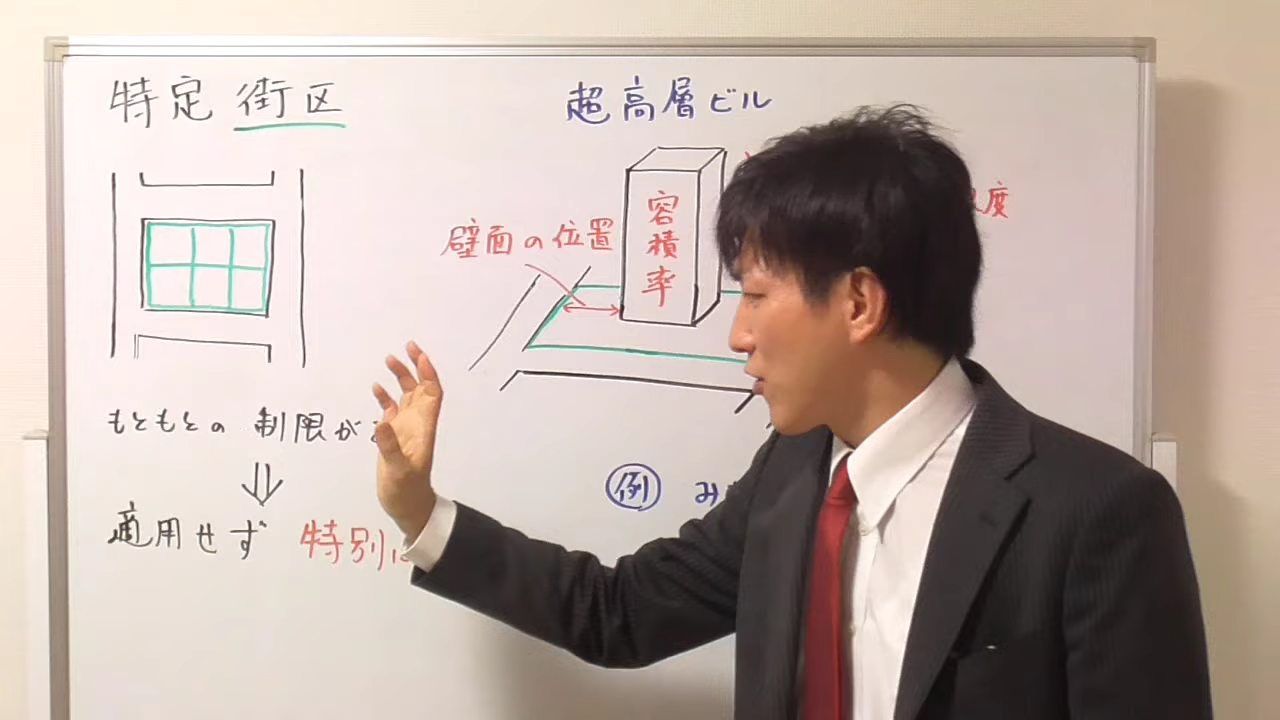 特定街区
超高層ビル
容積率
壁面の位置
度
もともとの制限が
⇓
適用せず 特別に
例 み